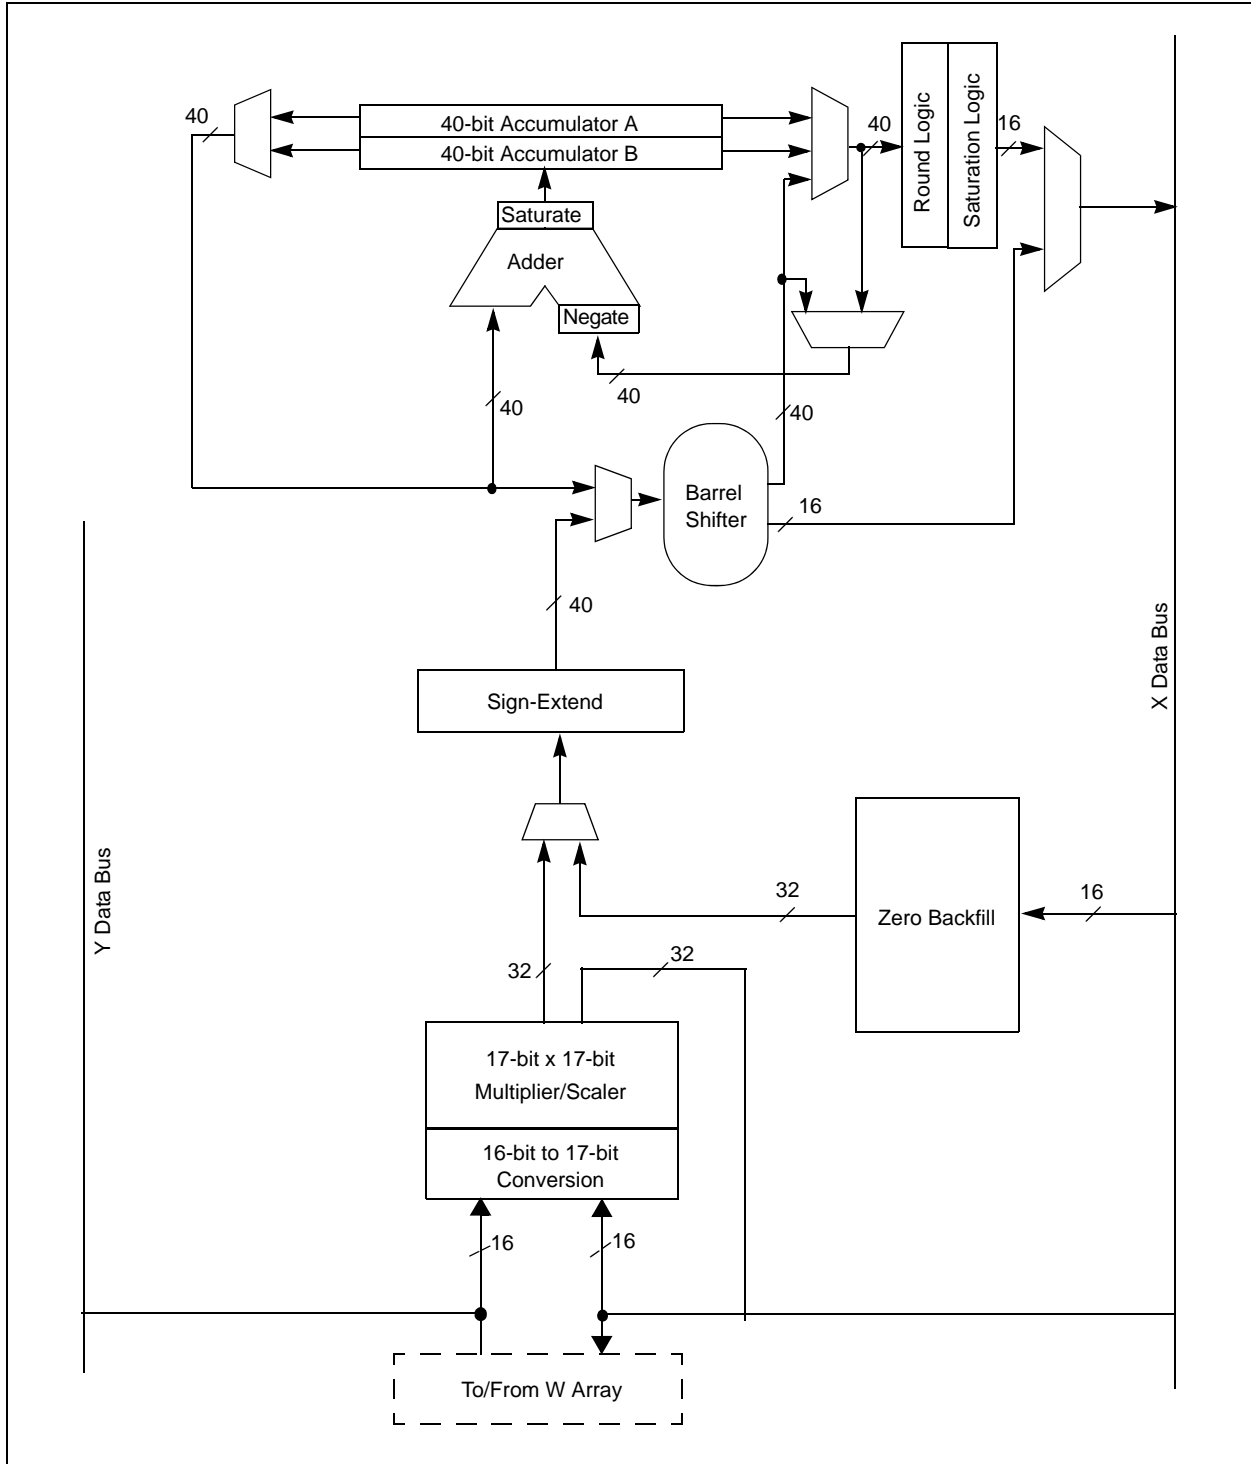 40
40-bit Accumulator A
40-bit Accumulator B
40
Round Logic
Saturation Logic
16
Saturate
Adder
Negate
40
40
40
Barrel
Shifter
16
40
Sign-Extend
X Data Bus
Y Data Bus
32
Zero Backfill
16
32
32
17-bit x 17-bit
Multiplier/Scaler
16-bit to 17-bit
Conversion
16
16
To/From W Array